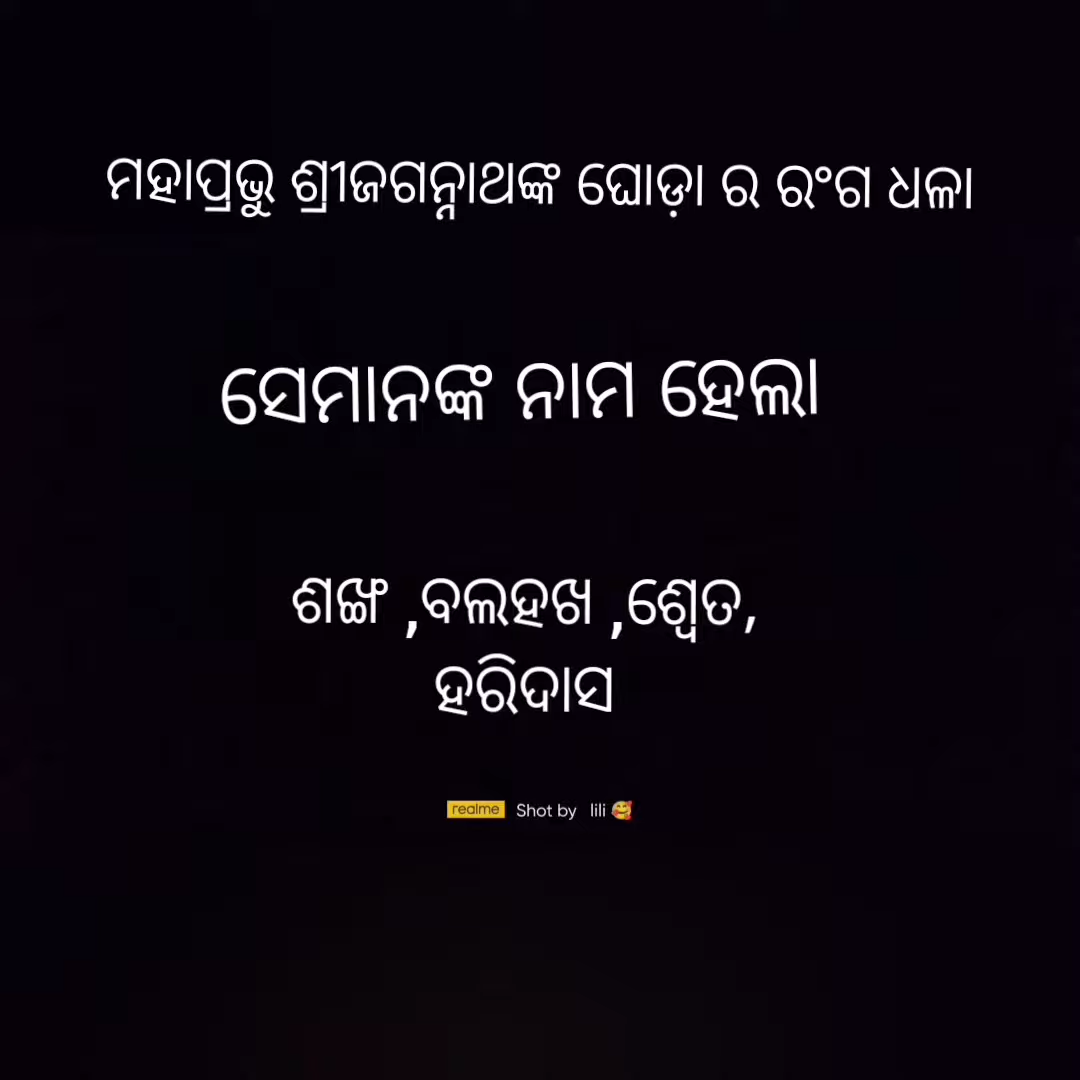 ମହାପ୍ରଭୁ ଶ୍ରୀଜଗନ୍ନାଥଙ୍କ ଘୋଡ଼ା ର ରଂଗ ଧଳା
ସେମାନଙ୍କ ନାମ ହେଲା
ଶଙ୍ଖ ,ବଲହଖ ,ଶ୍ୱେତ,
ହରିଦାସ
realme Shot by lili 🥰